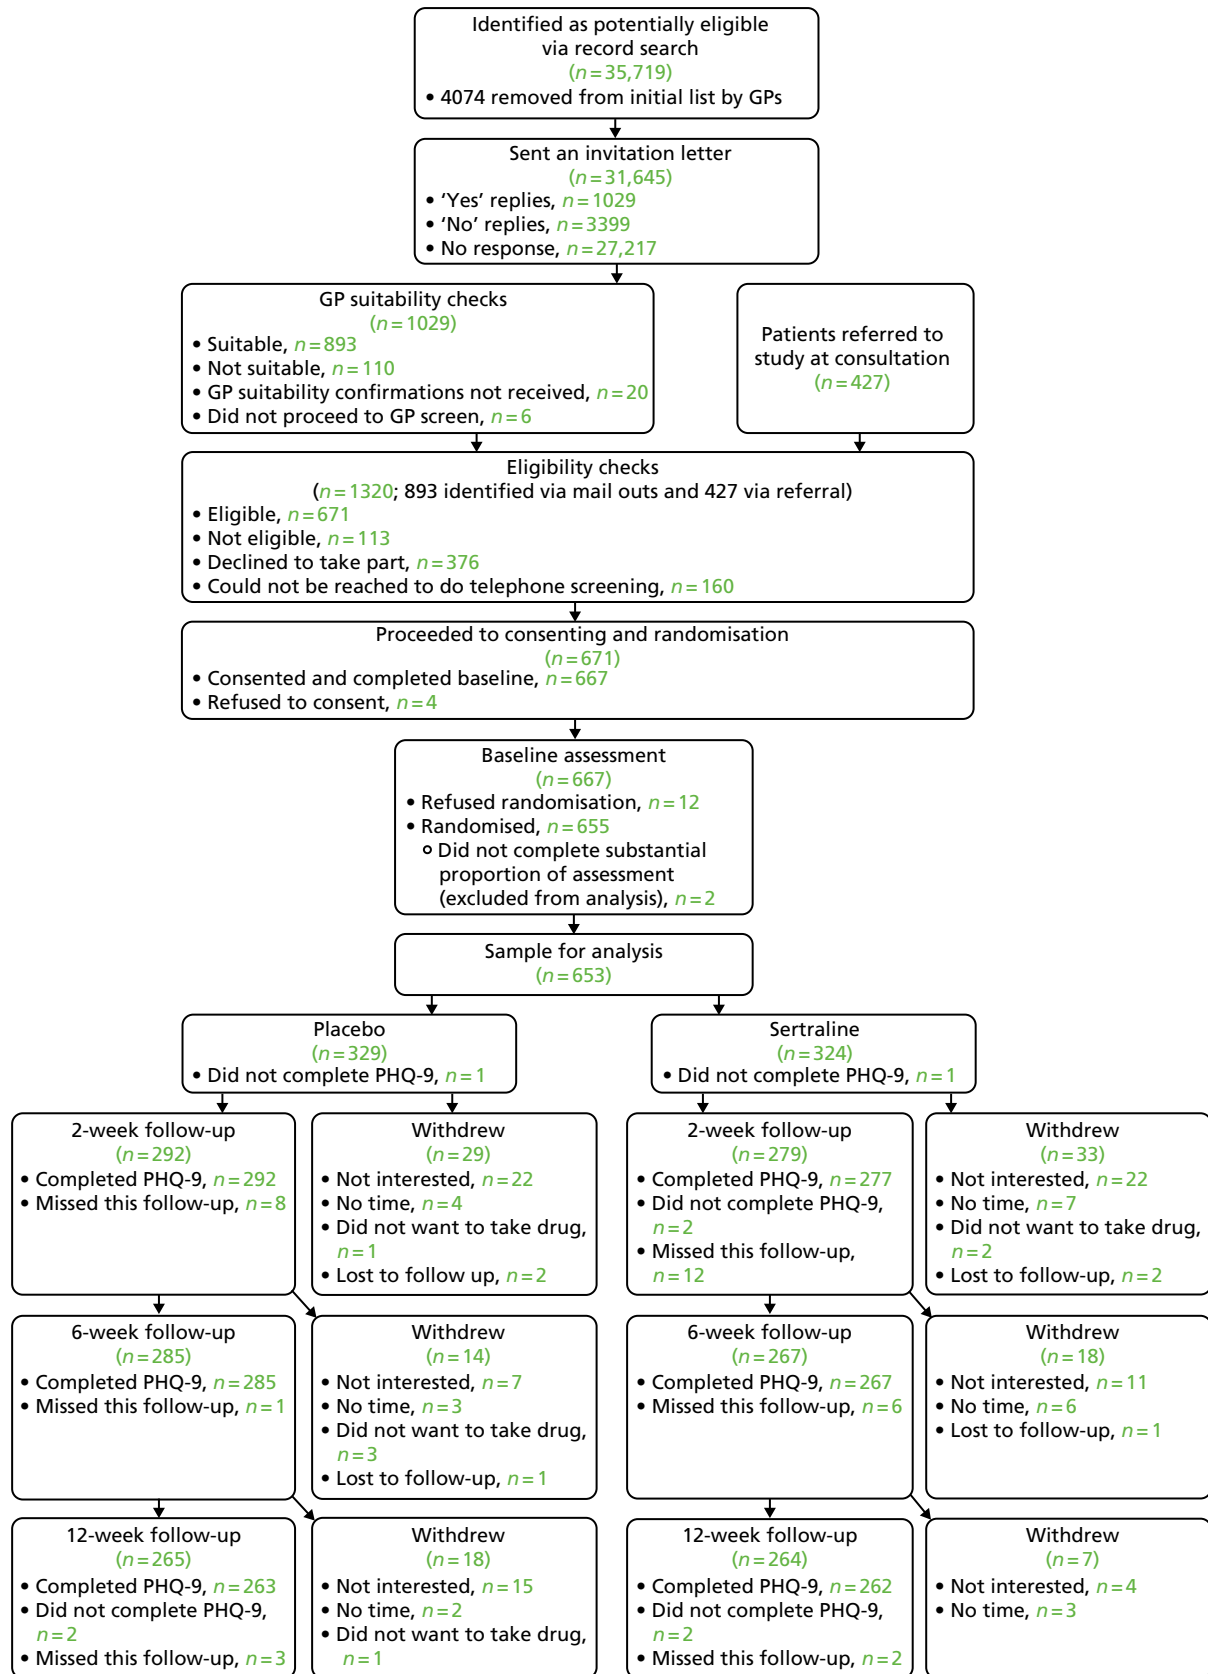 Identified as potentially eligible
via record search
(n=35,719)
• 4074 removed from initial list by GPs
Sent an invitation letter
(n=31,645)
• ‘Yes’ replies, n=1029
• ‘No’ replies, n=3399
• No response, n=27,217
GP suitability checks
(n=1029)
• Suitable, n=893
• Not suitable, n=110
• GP suitability confirmations not received, n=20
• Did not proceed to GP screen, n=6
Patients referred to
study at consultation
(n=427)
Eligibility checks
(n=1320; 893 identified via mail outs and 427 via referral)
• Eligible, n=671
• Not eligible, n=113
• Declined to take part, n=376
• Could not be reached to do telephone screening, n=160
Proceeded to consenting and randomisation
(n=671)
• Consented and completed baseline, n=667
• Refused to consent, n=4
Baseline assessment
(n=667)
• Refused randomisation, n=12
• Randomised, n=655
Did not complete substantial
proportion of assessment
(excluded from analysis), n=2
Sample for analysis
(n=653)
Placebo
(n=329)
• Did not complete PHQ-9, n=1
Sertraline
(n=324)
• Did not complete PHQ-9, n=1
2-week follow-up
(n=292)
• Completed PHQ-9, n=292
• Missed this follow-up, n=8
Withdrew
(n=29)
• Not interested, n=22
• No time, n=4
• Did not want to take drug,
n=1
• Lost to follow up, n=2
2-week follow-up
(n=279)
• Completed PHQ-9, n=277
• Did not complete PHQ-9,
n=2
• Missed this follow-up,
n=12
Withdrew
(n=33)
• Not interested, n=22
• No time, n=7
• Did not want to take drug,
n=2
• Lost to follow-up, n=2
6-week follow-up
(n=285)
• Completed PHQ-9, n=285
• Missed this follow-up, n=1
Withdrew
(n=14)
• Not interested, n=7
• No time, n=3
• Did not want to take drug,
n=3
• Lost to follow-up, n=1
6-week follow-up
(n=267)
• Completed PHQ-9, n=267
• Missed this follow-up, n=6
Withdrew
(n=18)
• Not interested, n=11
• No time, n=6
• Lost to follow-up, n=1
12-week follow-up
(n=265)
• Completed PHQ-9, n=263
• Did not complete PHQ-9,
n=2
• Missed this follow-up, n=3
Withdrew
(n=18)
• Not interested, n=15
• No time, n=2
• Did not want to take drug,
n=1
12-week follow-up
(n=264)
• Completed PHQ-9, n=262
• Did not complete PHQ-9,
n=2
• Missed this follow-up, n=2
Withdrew
(n=7)
• Not interested, n=4
• No time, n=3